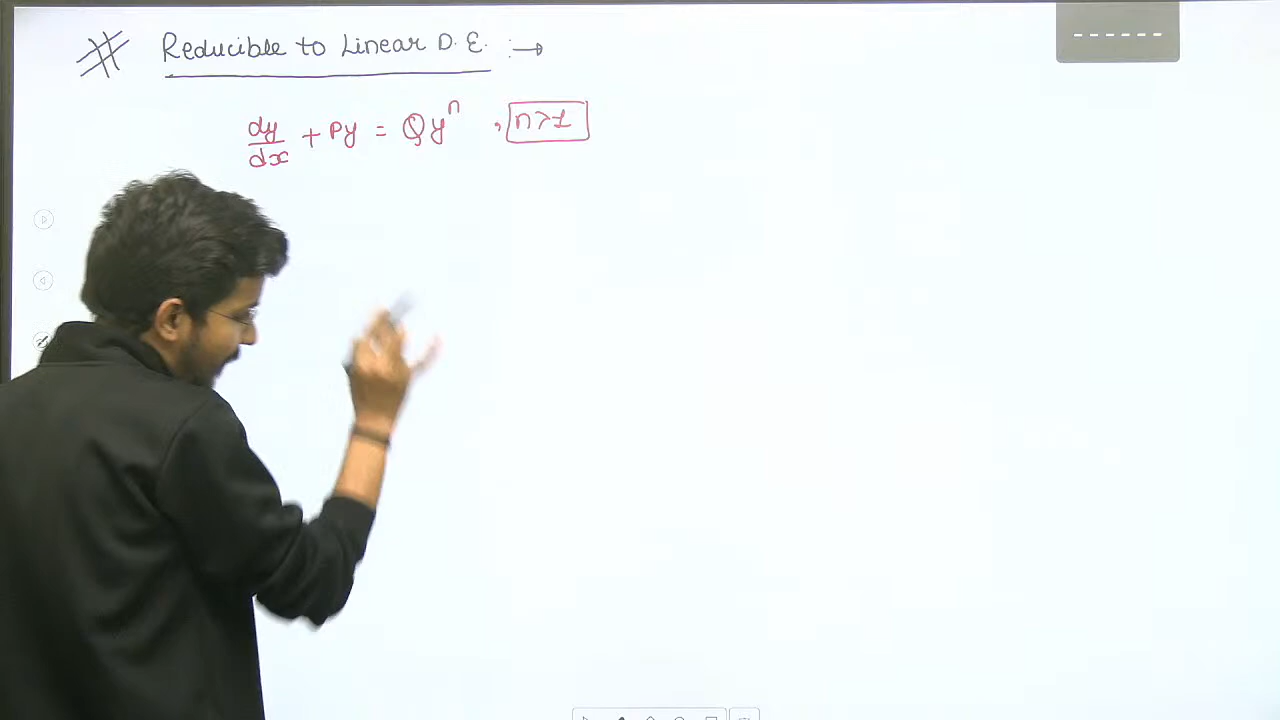 # Reducible to Linear D.E. :→
dy/dx + Py = Qy^n , n>1